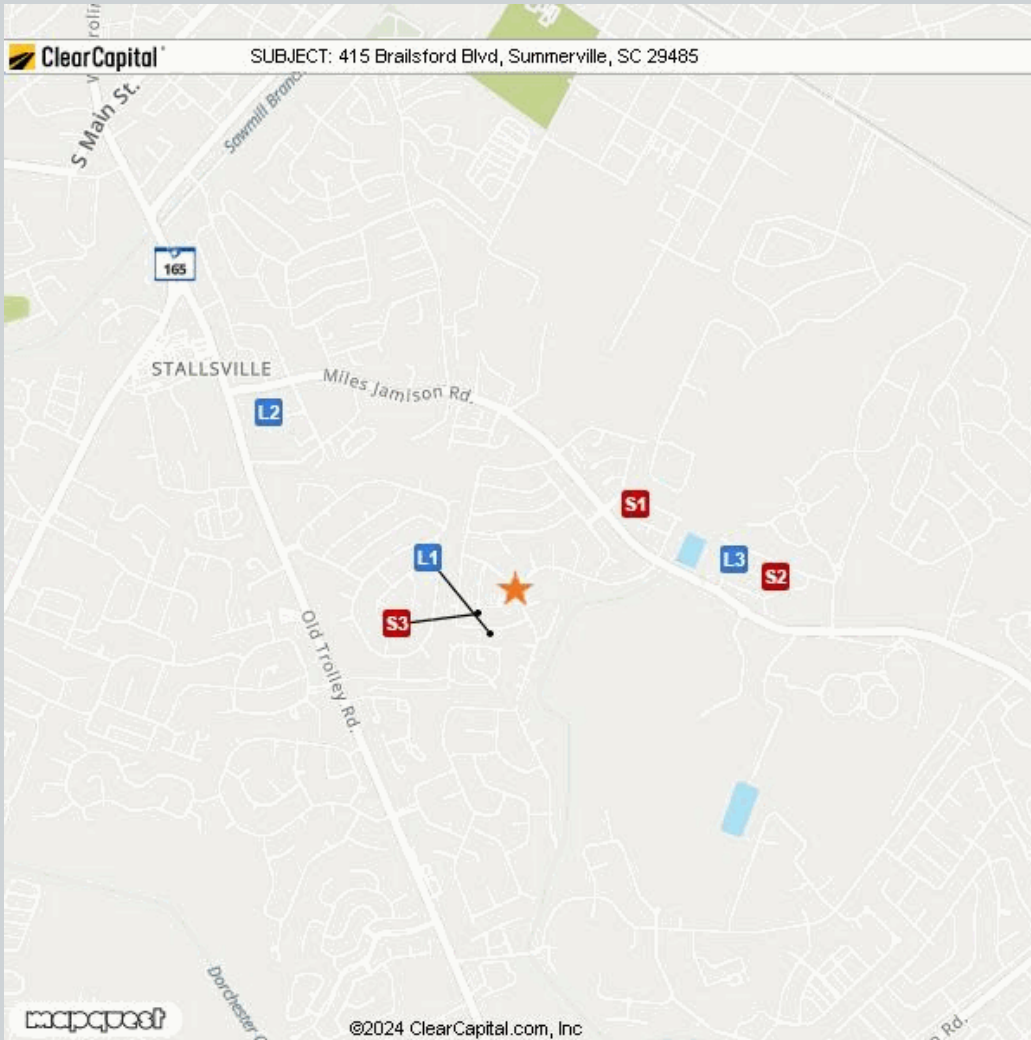 ClearCapital
SUBJECT: 415 Brailsford Blvd, Summerville, SC 29485
S Main St.
Sawmill Branch
165
STALLSVILLE
Miles Jamison Rd.
L2
S1
L1
L3
S2
S3
Old Trolley Rd.
Dorchester
mapquest
©2024 ClearCapital.com, Inc
Rd.